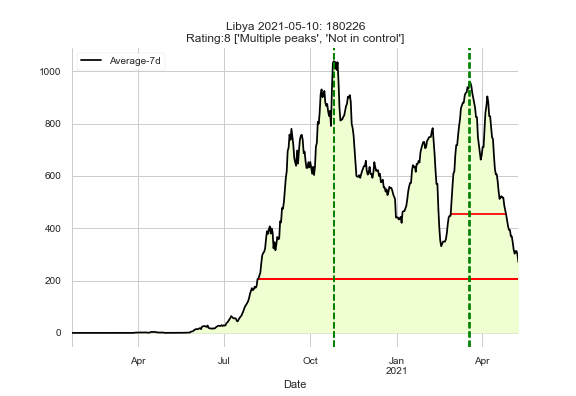 Libya 2021-05-10: 180226
Rating:8 ['Multiple peaks', 'Not in control']
Average-7d
1000
800
600
400
200
0
Apr Jul Oct Jan Apr
2021
Date